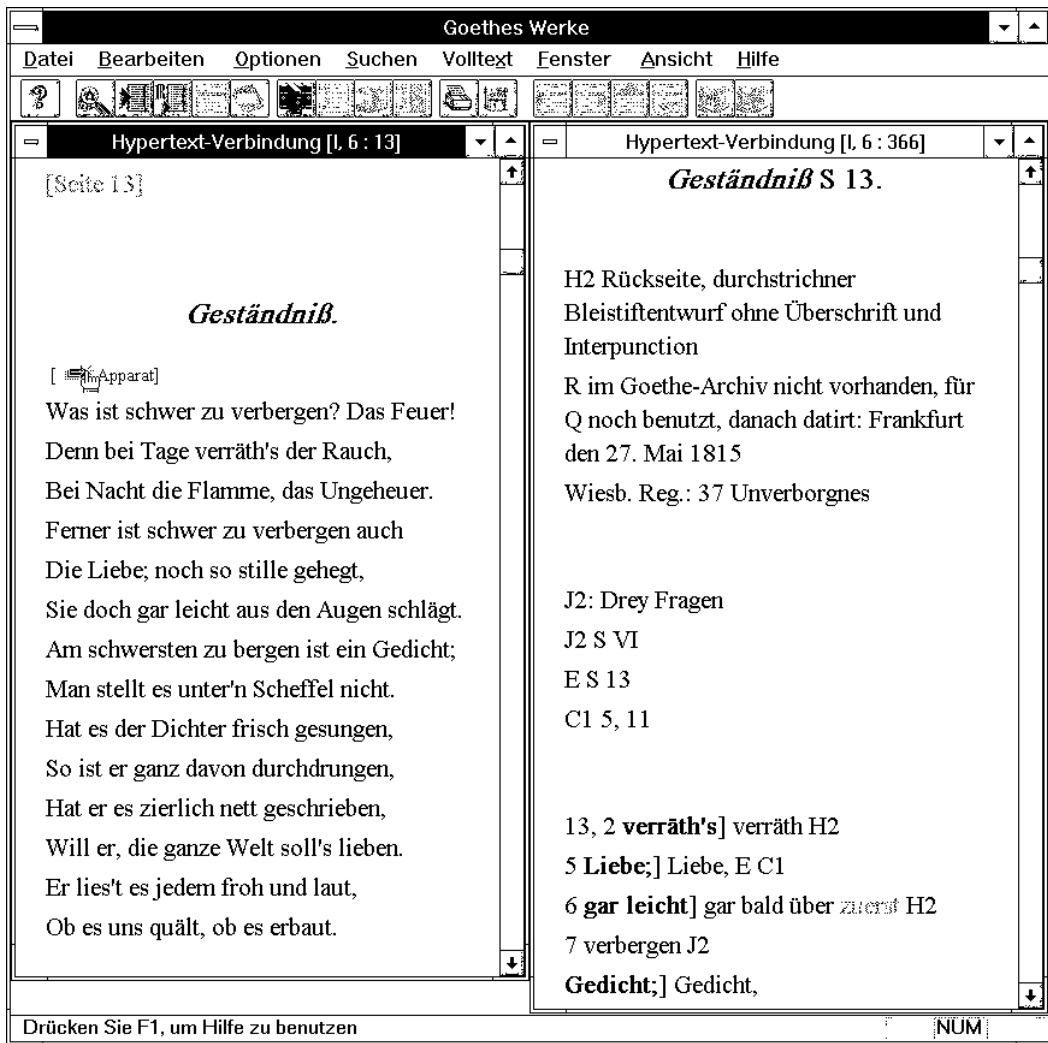 Goethes Werke
Datei Bearbeiten Optionen Suchen Volltext Fenster Ansicht Hilfe
Hypertext-Verbindung [I, 6 : 13]
[Seite 13]
Geständniß.
[ Apparat]
Was ist schwer zu verbergen? Das Feuer!
Denn bei Tage verräth's der Rauch,
Bei Nacht die Flamme, das Ungeheuer.
Ferner ist schwer zu verbergen auch
Die Liebe; noch so stille gehegt,
Sie doch gar leicht aus den Augen schlägt.
Am schwersten zu bergen ist ein Gedicht;
Man stellt es unter'n Scheffel nicht.
Hat es der Dichter frisch gesungen,
So ist er ganz davon durchdrungen,
Hat er es zierlich nett geschrieben,
Will er, die ganze Welt soll's lieben.
Er lies't es jedem froh und laut,
Ob es uns quält, ob es erbaut.
Hypertext-Verbindung [I, 6 : 366]
Geständniß S 13.
H2 Rückseite, durchstrichner
Bleistiftentwurf ohne Überschrift und
Interpunction
R im Goethe-Archiv nicht vorhanden, für
Q noch benutzt, danach datirt: Frankfurt
den 27. Mai 1815
Wiesb. Reg.: 37 Unverborgnes
J2: Drey Fragen
J2 S VI
E S 13
C1 5, 11
13, 2 verräth's] verräth H2
5 Liebe;] Liebe, E C1
6 gar leicht] gar bald über zuerst H2
7 verbergen J2
Gedicht;] Gedicht,
Drücken Sie F1, um Hilfe zu benutzen
NUM